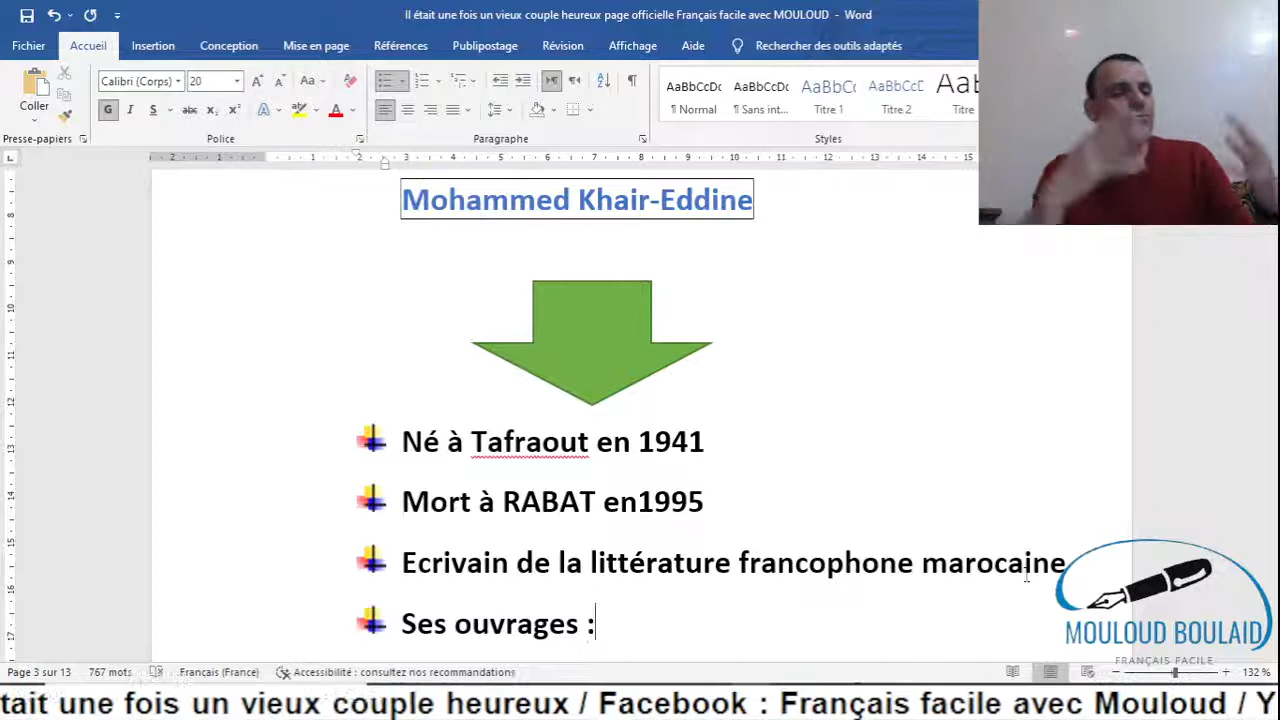 Il était une fois un vieux couple heureux page officielle Français facile avec MOULOUD - Word
Fichier Accueil Insertion Conception Mise en page Références Publipostage Révision Affichage Aide Rechercher des outils adaptés
Calibri (Corps) 20
Coller
Presse-papiers Police Paragraphe Styles
AaBbCcDc AaBbCcDc AaBbCc AaBbCcD Aa
¶ Normal ¶ Sans int... Titre 1 Titre 2 Titre
Mohammed Khair-Eddine
Né à Tafraout en 1941
Mort à RABAT en1995
Ecrivain de la littérature francophone marocaine
Ses ouvrages :
MOULOUD BOULAID
FRANÇAIS FACILE
Page 3 sur 13 767 mots Français (France) Accessibilité : consultez nos recommandations 132 %
tait une fois un vieux couple heureux / Facebook : Français facile avec Mouloud / Y